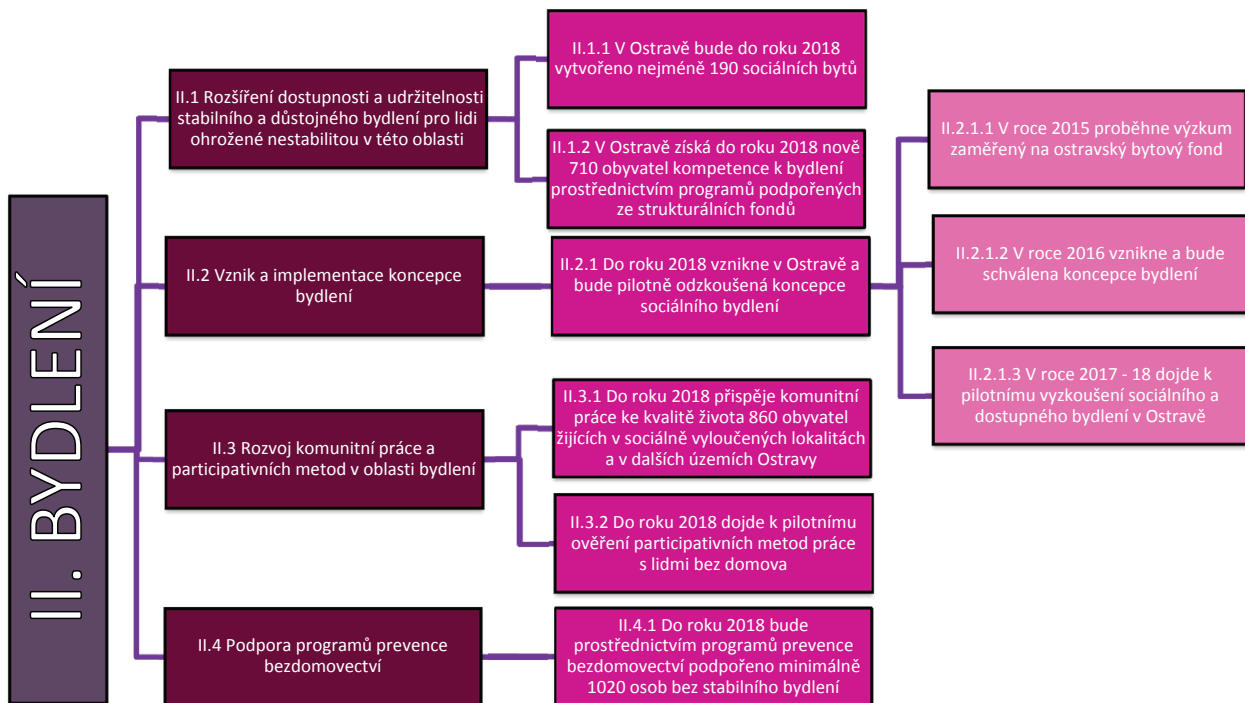 II. BYDLENÍ
II.1 Rozšíření dostupnosti a udržitelnosti
stabilního a důstojného bydlení pro lidi
ohrožené nestabilitou v této oblasti
II.1.1 V Ostravě bude do roku 2018
vytvořeno nejméně 190 sociálních bytů
II.1.2 V Ostravě získá do roku 2018 nově
710 obyvatel kompetence k bydlení
prostřednictvím programů podpořených
ze strukturálních fondů
II.2 Vznik a implementace koncepce
bydlení
II.2.1 Do roku 2018 vznikne v Ostravě a
bude pilotně odzkoušená koncepce
sociálního bydlení
II.2.1.1 V roce 2015 proběhne výzkum
zaměřený na ostravský bytový fond
II.2.1.2 V roce 2016 vznikne a bude
schválena koncepce bydlení
II.2.1.3 V roce 2017 - 18 dojde k
pilotnímu vyzkoušení sociálního a
dostupného bydlení v Ostravě
II.3 Rozvoj komunitní práce a
participativních metod v oblasti bydlení
II.3.1 Do roku 2018 přispěje komunitní
práce ke kvalitě života 860 obyvatel
žijících v sociálně vyloučených lokalitách
a v dalších územích Ostravy
II.3.2 Do roku 2018 dojde k pilotnímu
ověření participativních metod práce
s lidmi bez domova
II.4 Podpora programů prevence
bezdomovectví
II.4.1 Do roku 2018 bude
prostřednictvím programů prevence
bezdomovectví podpořeno minimálně
1020 osob bez stabilního bydlení